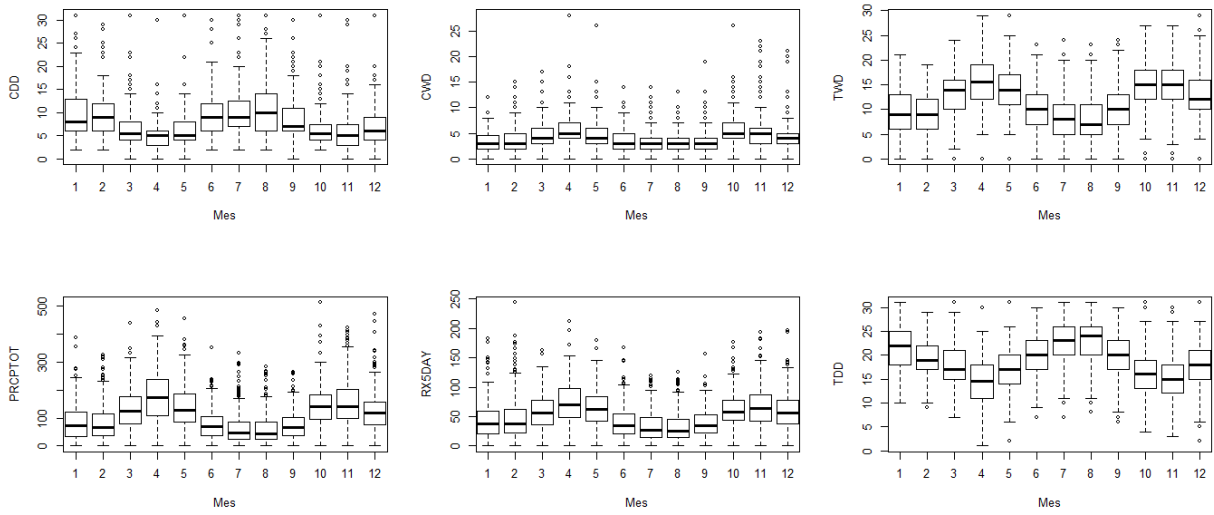 CDD
0 5 10 15 20 25 30
1 2 3 4 5 6 7 8 9 10 11 12
Mes
CWD
0 5 10 15 20 25
1 2 3 4 5 6 7 8 9 10 11 12
Mes
TWD
0 5 10 15 20 25 30
1 2 3 4 5 6 7 8 9 10 11 12
Mes
PRCPTOT
0 100 300 500
1 2 3 4 5 6 7 8 9 10 11 12
Mes
RX5DAY
0 50 100 150 200 250
1 2 3 4 5 6 7 8 9 10 11 12
Mes
TDD
0 5 10 15 20 25 30
1 2 3 4 5 6 7 8 9 10 11 12
Mes